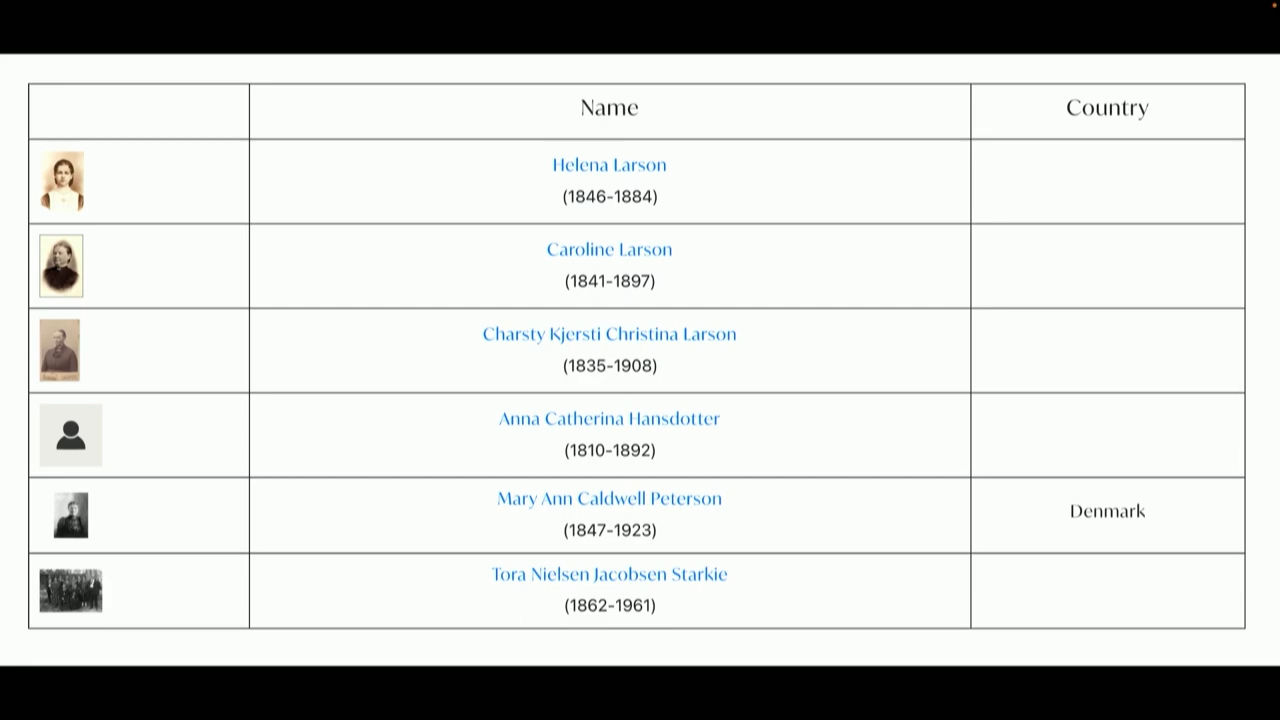 Name
Country
Helena Larson
(1846-1884)
Caroline Larson
(1841-1897)
Charsty Kjersti Christina Larson
(1835-1908)
Anna Catherina Hansdotter
(1810-1892)
Mary Ann Caldwell Peterson
(1847-1923)
Denmark
Tora Nielsen Jacobsen Starkie
(1862-1961)